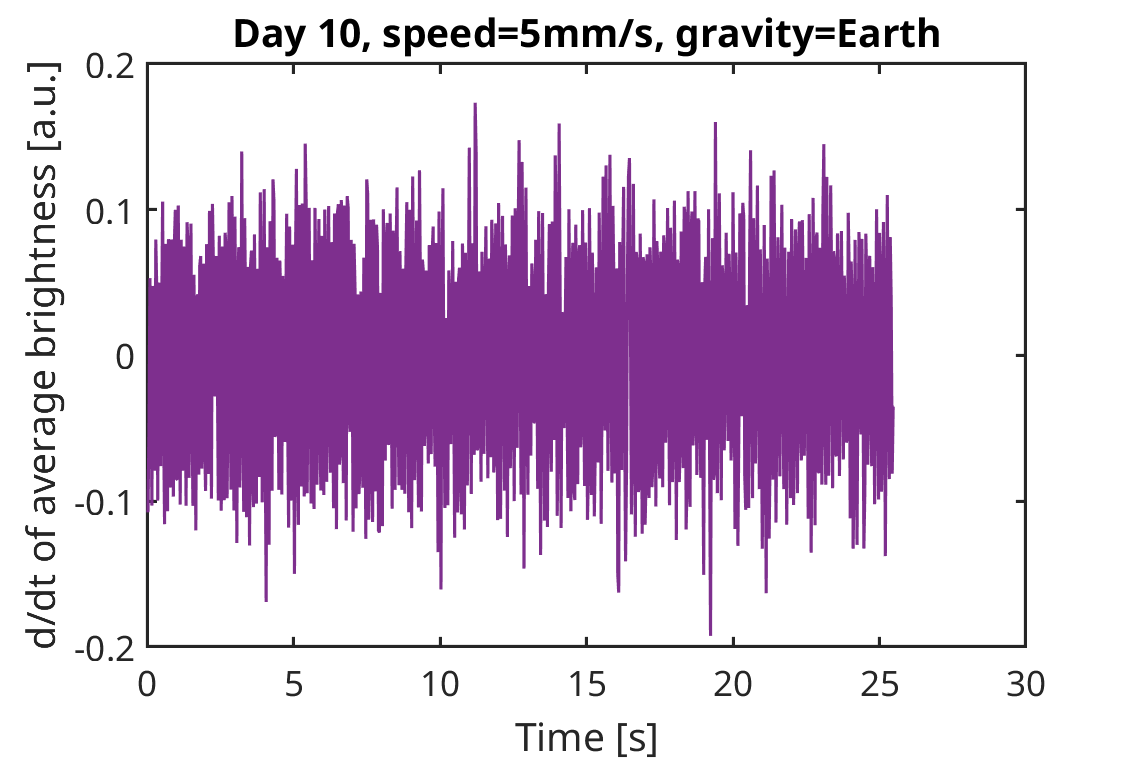 Day 10, speed=5mm/s, gravity=Earth
d/dt of average brightness [a.u.]
0.2
0.1
0
-0.1
-0.2
0 5 10 15 20 25 30
Time [s]